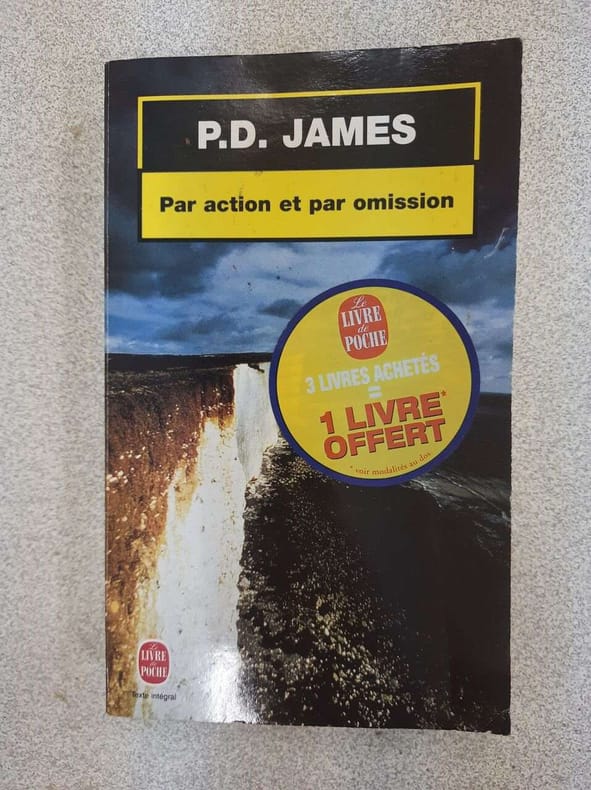 P.D. JAMES
Par action et par omission
Le
LIVRE
de
POCHE
3 LIVRES ACHETÉS
=
1 LIVRE*
OFFERT
* voir modalités au dos
Le
LIVRE
de
POCHE
Texte intégral